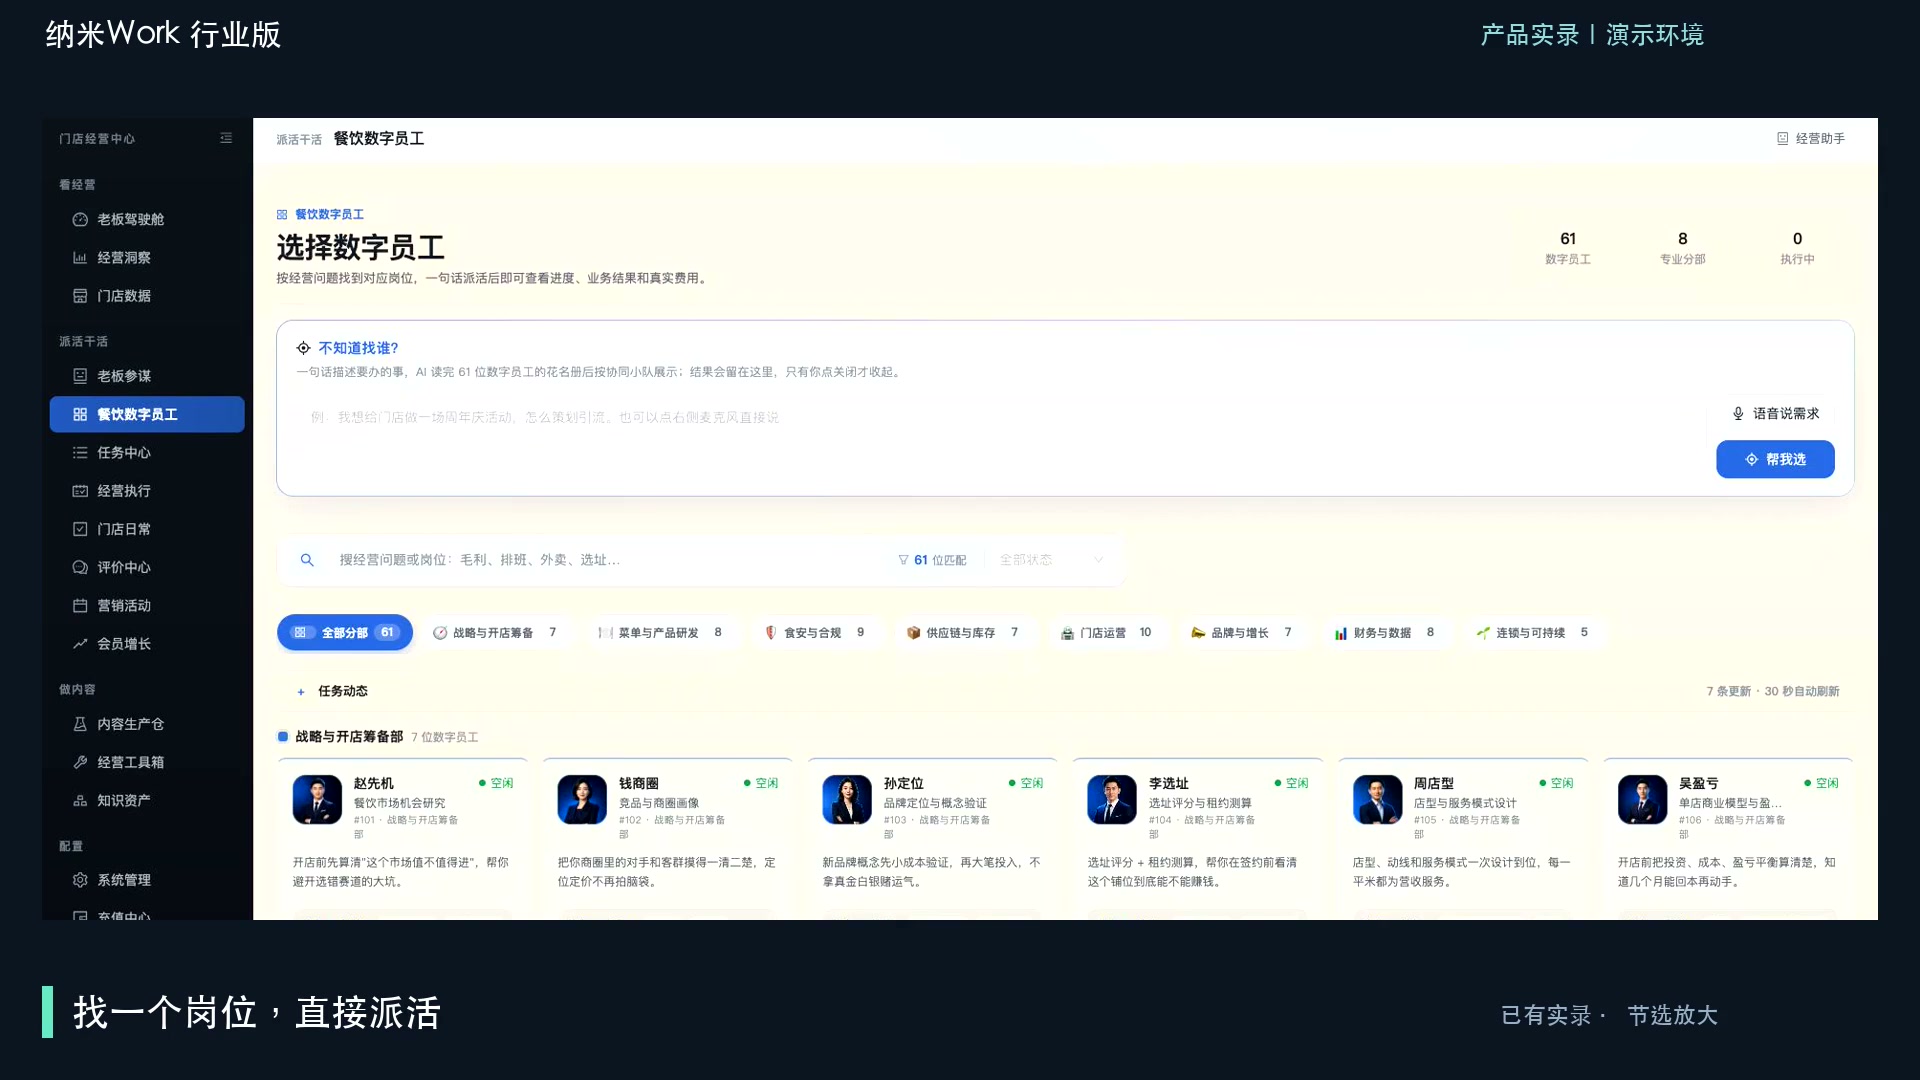 纳米Work 行业版
产品实录 | 演示环境
门店经营中心
看经营
老板驾驶舱
经营洞察
门店数据
派活干活
老板参谋
餐饮数字员工
任务中心
经营执行
门店日常
评价中心
营销活动
会员增长
做内容
内容生产仓
经营工具箱
知识资产
配置
系统管理
充值中心
派活干活 餐饮数字员工
经营助手
餐饮数字员工
选择数字员工
按经营问题找到对应岗位，一句话派活后即可查看进度、业务结果和真实费用。
61
数字员工
8
专业分部
0
执行中
不知道找谁?
一句话描述要办的事，AI 读完 61 位数字员工的花名册后按协同小队展示；结果会留在这里，只有你点关闭才收起。
例：我想给门店做一场周年庆活动，怎么策划引流。也可以点右侧麦克风直接说
语音说需求
帮我选
搜经营问题或岗位：毛利、排班、外卖、选址...
61 位匹配
全部状态
全部分部 61
战略与开店筹备 7
菜单与产品研发 8
食安与合规 9
供应链与库存 7
门店运营 10
品牌与增长 7
财务与数据 8
连锁与可持续 5
+ 任务动态
7 条更新 · 30 秒自动刷新
战略与开店筹备部 7 位数字员工
赵先机
空闲
餐饮市场机会研究
#101 · 战略与开店筹备
部
开店前先算清"这个市场值不值得进"，帮你
避开选错赛道的大坑。
钱商圈
空闲
竞品与商圈画像
#102 · 战略与开店筹备
部
把你商圈里的对手和客群摸得一清二楚，定
位定价不再拍脑袋。
孙定位
空闲
品牌定位与概念验证
#103 · 战略与开店筹备
部
新品牌概念先小成本验证，再大笔投入，不
拿真金白银赌运气。
李选址
空闲
选址评分与租约测算
#104 · 战略与开店筹备
部
选址评分 + 租约测算，帮你在签约前看清
这个铺位到底能不能赚钱。
周店型
空闲
店型与服务模式设计
#105 · 战略与开店筹备
部
店型、动线和服务模式一次设计到位，每一
平米都为营收服务。
吴盈亏
空闲
单店商业模型与盈...
#106 · 战略与开店筹备
部
开店前把投资、成本、盈亏平衡算清楚，知
道几个月能回本再动手。
找一个岗位，直接派活
已有实录 · 节选放大